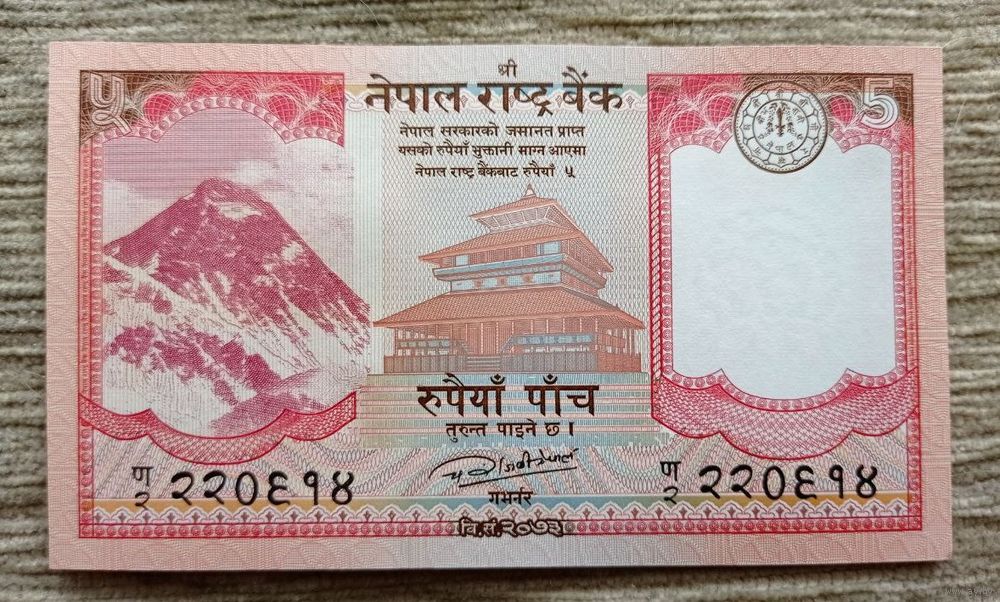 श्री
नेपाल राष्ट्र बैंक
नेपाल सरकारको जमानत प्राप्त
यसको रुपैयाँ भुक्तानी माग्न आएमा
नेपाल राष्ट्र बैंकबाट रुपैयाँ ५
५
5
रुपैयाँ पाँच
तुरुन्त पाइने छ ।
गभर्नर
ण/२ २२०६१४
ण/२ २२०६१४
वि.सं.२०७३